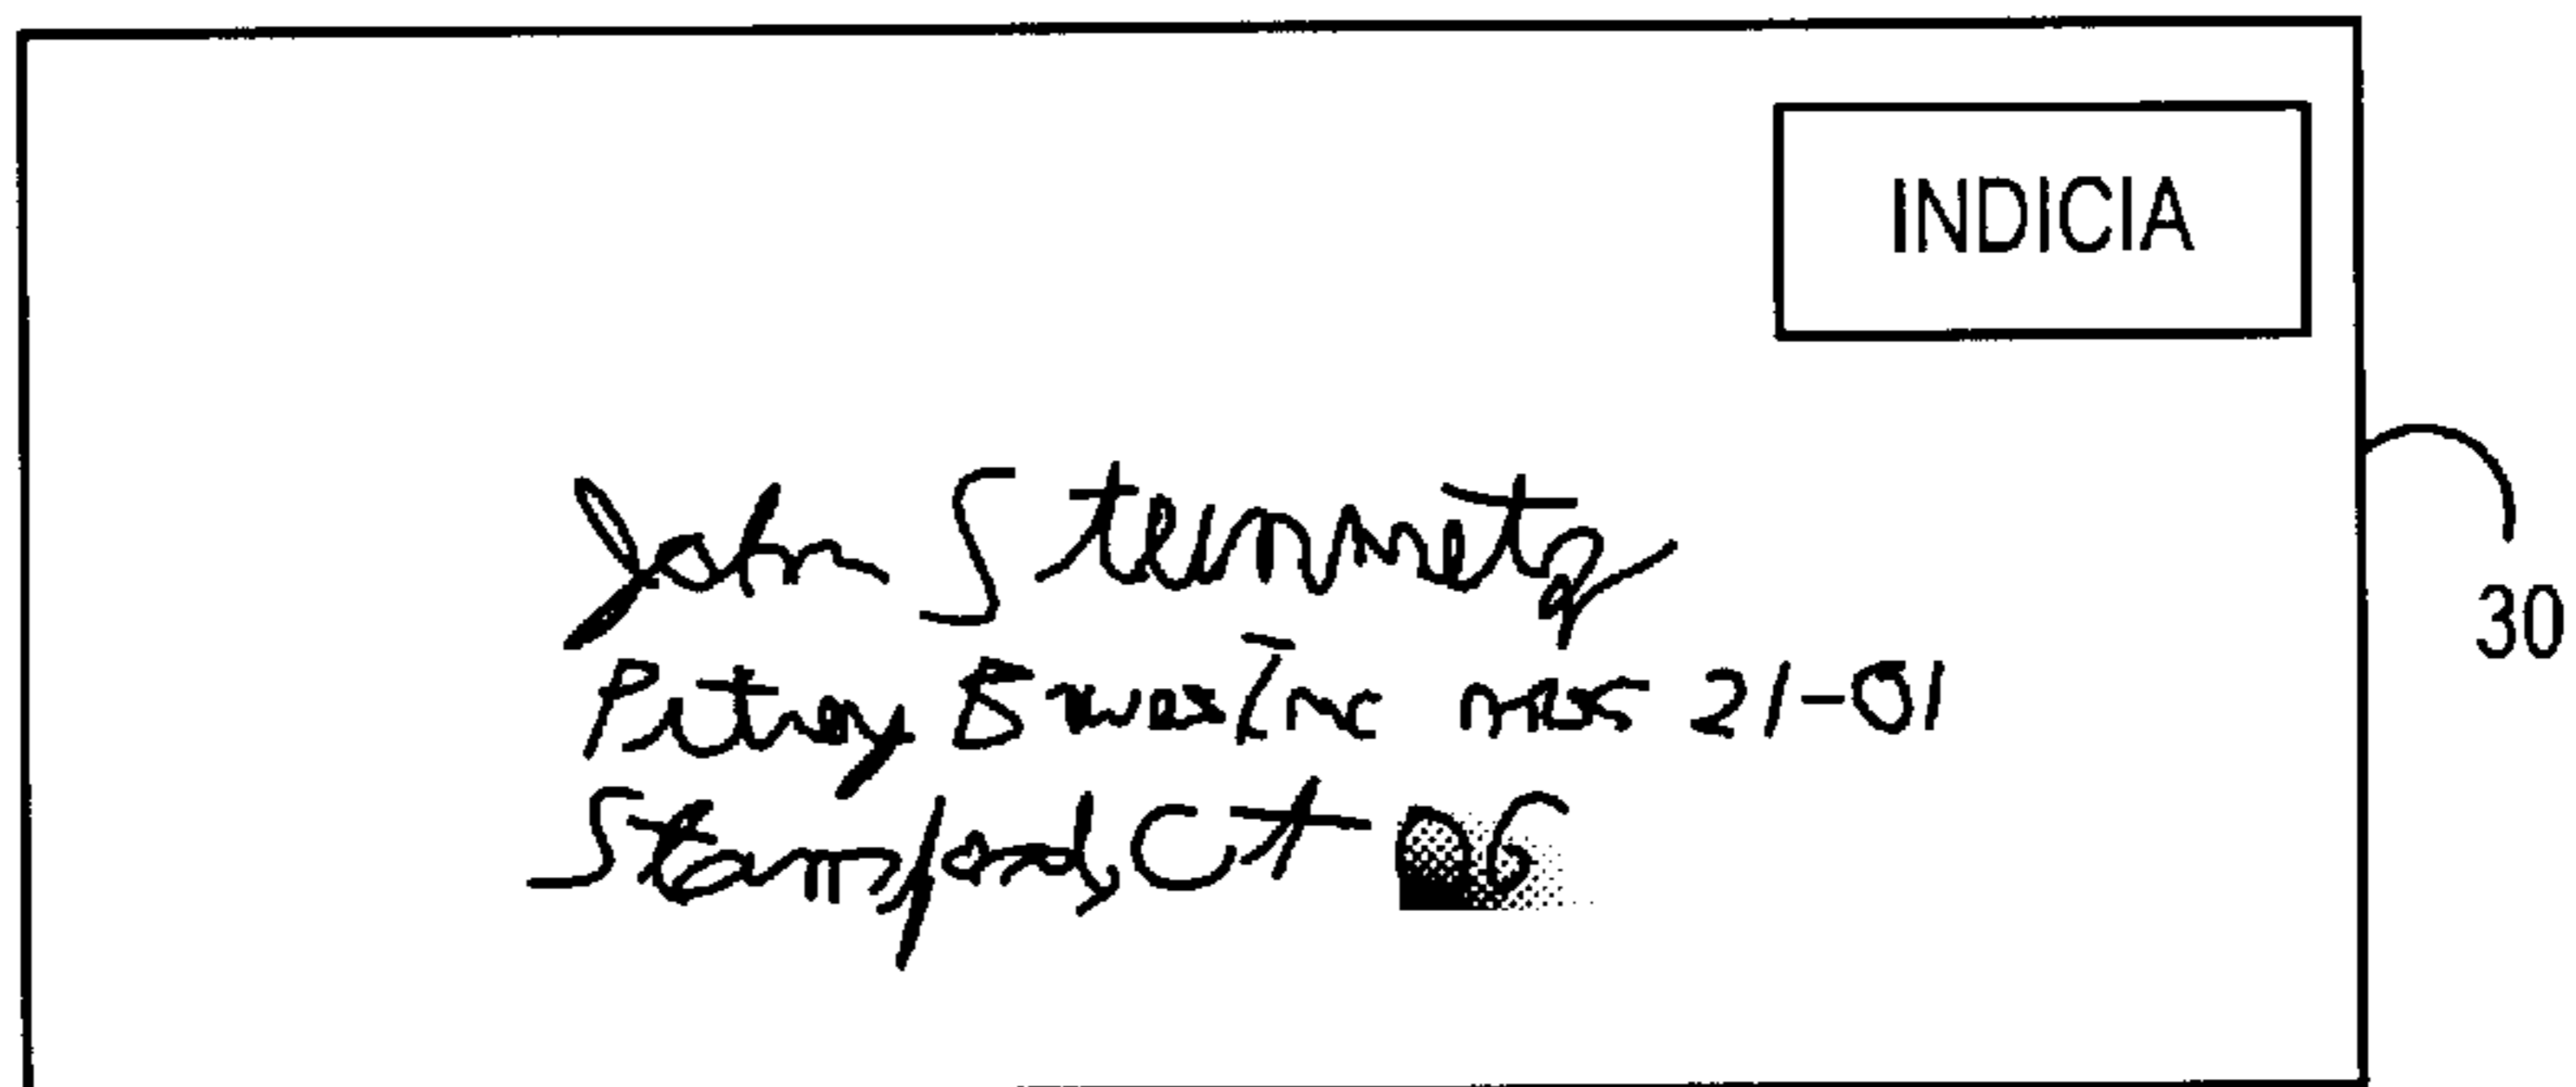 INDICIA
John Steinmetz
30
Pitney Bowes Inc MSC 21-01
Stamford, CT 06